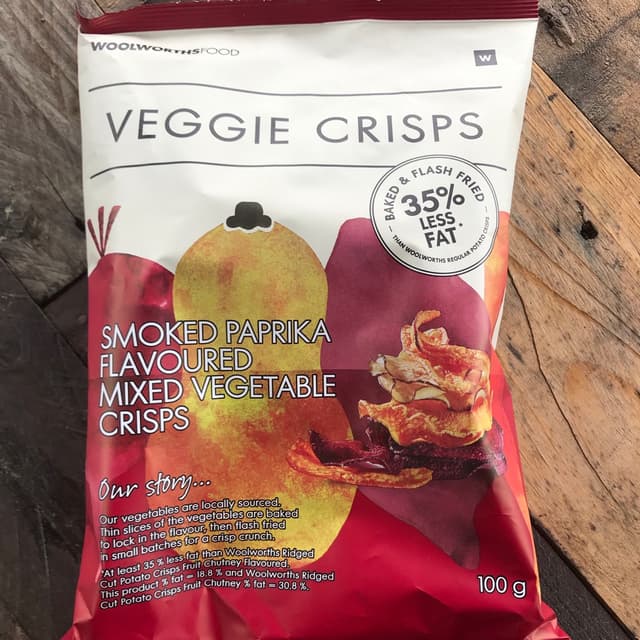 WOOLWORTHSFOOD
W
VEGGIE CRISPS
BAKED & FLASH FRIED
35%
LESS
FAT*
THAN WOOLWORTHS REGULAR POTATO CRISPS
SMOKED PAPRIKA
FLAVOURED
MIXED VEGETABLE
CRISPS
Our story...
Our vegetables are locally sourced.
Thin slices of the vegetables are baked
to lock in the flavour, then flash fried
in small batches for a crisp crunch.
*At least 35 % less fat than Woolworths Ridged
Cut Potato Crisps Fruit Chutney Flavoured.
This product % fat = 18.8 % and Woolworths Ridged
Cut Potato Crisps Fruit Chutney % fat = 30.8 %.
100 g